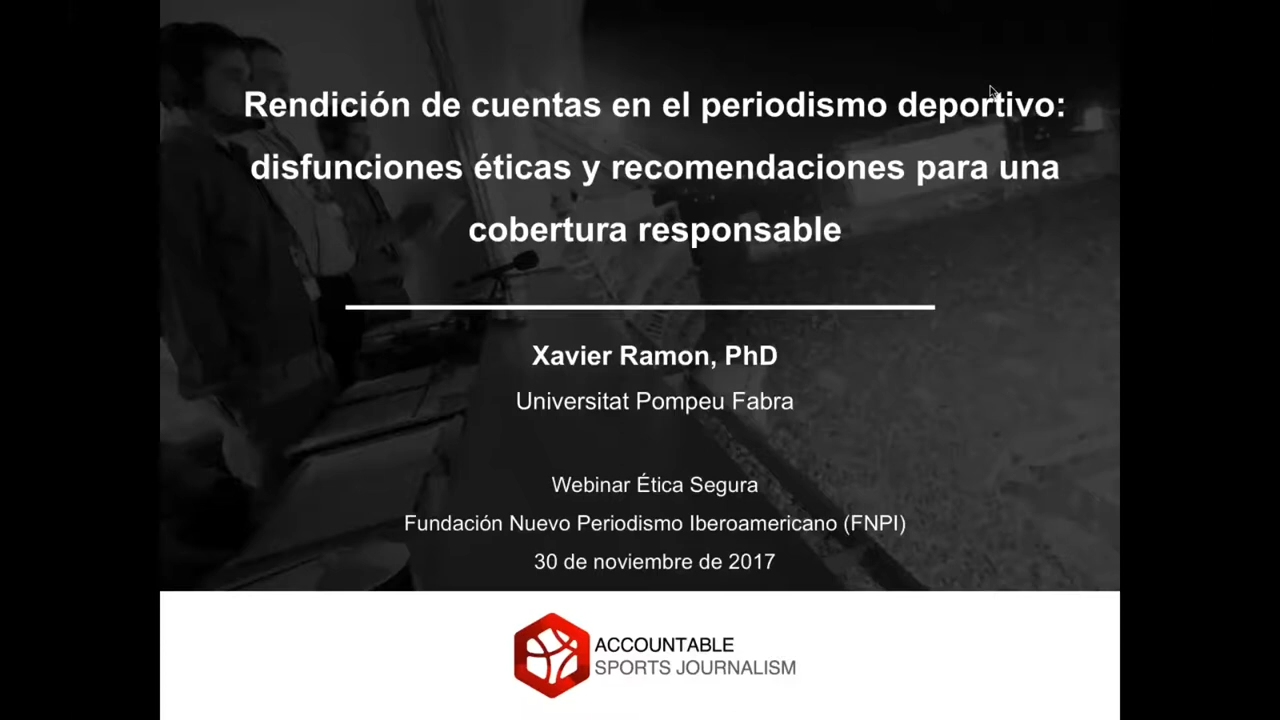 Rendición de cuentas en el periodismo deportivo:
disfunciones éticas y recomendaciones para una
cobertura responsable
Xavier Ramon, PhD
Universitat Pompeu Fabra
Webinar Ética Segura
Fundación Nuevo Periodismo Iberoamericano (FNPI)
30 de noviembre de 2017
ACCOUNTABLE
SPORTS JOURNALISM